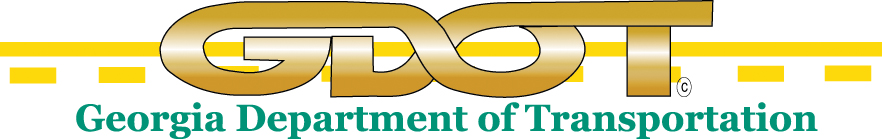 GDOT
©
Georgia Department of Transportation